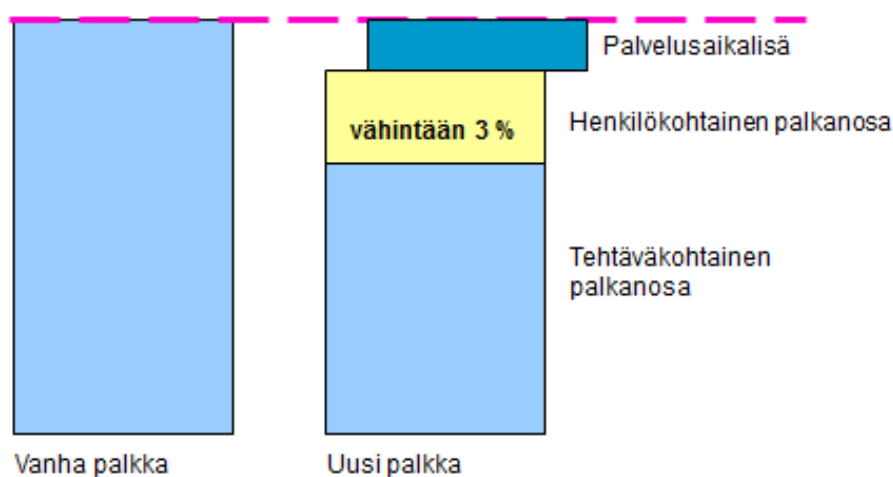 Palvelusaikalisä
vähintään 3 %
Henkilökohtainen palkanosa
Tehtäväkohtainen
palkanosa
Vanha palkka
Uusi palkka